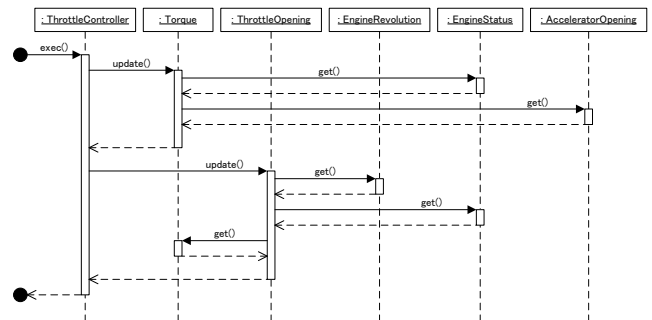 : ThrottleController
: Torque
: ThrottleOpening
: EngineRevolution
: EngineStatus
: AcceleratorOpening
exec()
update()
get()
get()
update()
get()
get()
get()